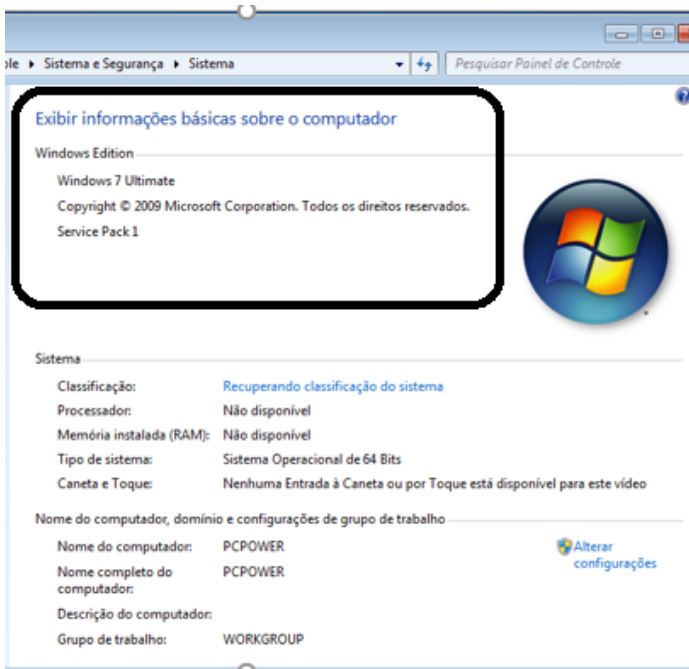 ole ▸ Sistema e Segurança ▸ Sistema
Pesquisar Painel de Controle
Exibir informações básicas sobre o computador
Windows Edition
Windows 7 Ultimate
Copyright © 2009 Microsoft Corporation. Todos os direitos reservados.
Service Pack 1
Sistema
Classificação: Recuperando classificação do sistema
Processador: Não disponível
Memória instalada (RAM): Não disponível
Tipo de sistema: Sistema Operacional de 64 Bits
Caneta e Toque: Nenhuma Entrada à Caneta ou por Toque está disponível para este vídeo
Nome do computador, domínio e configurações de grupo de trabalho
Nome do computador: PCPOWER
Alterar
configurações
Nome completo do
computador: PCPOWER
Descrição do computador:
Grupo de trabalho: WORKGROUP